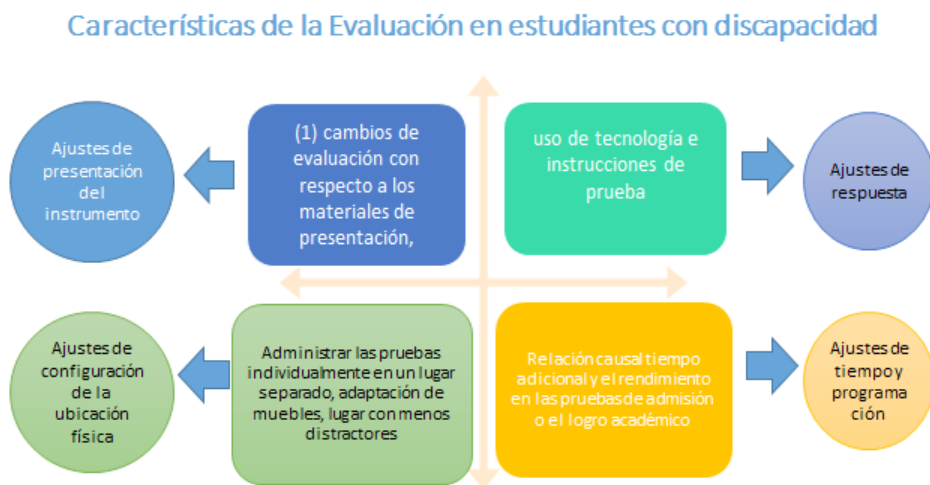 Características de la Evaluación en estudiantes con discapacidad
Ajustes de
presentación
del
instrumento
(1) cambios de
evaluación con
respecto a los
materiales de
presentación,
uso de tecnología e
instrucciones de
prueba
Ajustes de
respuesta
Ajustes de
configuración
de la
ubicación
física
Administrar las pruebas
individualmente en un lugar
separado, adaptación de
muebles, lugar con menos
distractores
Relación causal tiempo
adicional y el rendimiento
en las pruebas de admisión
o el logro académico
Ajustes de
tiempo y
programa
ción